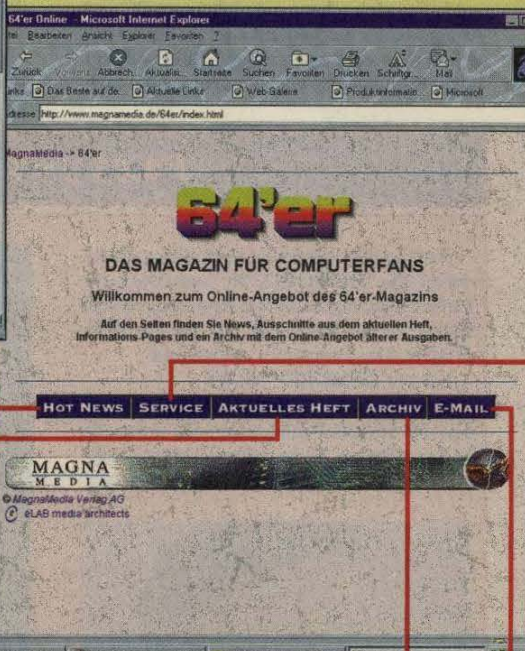 64'er Online - Microsoft Internet Explorer
Bearbeiten Ansicht Explorer Favoriten ?
Zurück Vorwärts Abbrech. Aktualisi. Startseite Suchen Favoriten Drucken Schriftgr. Mail
Das Beste auf de. Aktuelle Links Web-Galerie Produktinformatio.. Microsoft
http://www.magnamedia.de/64er/index.html
MagnaMedia -> 64'er
64'er
DAS MAGAZIN FÜR COMPUTERFANS
Willkommen zum Online-Angebot des 64'er-Magazins
Auf den Seiten finden Sie News, Ausschnitte aus dem aktuellen Heft,
Informations-Pages und ein Archiv mit dem Online-Angebot älterer Ausgaben.
HOT NEWS SERVICE AKTUELLES HEFT ARCHIV E-MAIL
MAGNA
MEDIA
© MagnaMedia Verlag AG
eLAB media architects